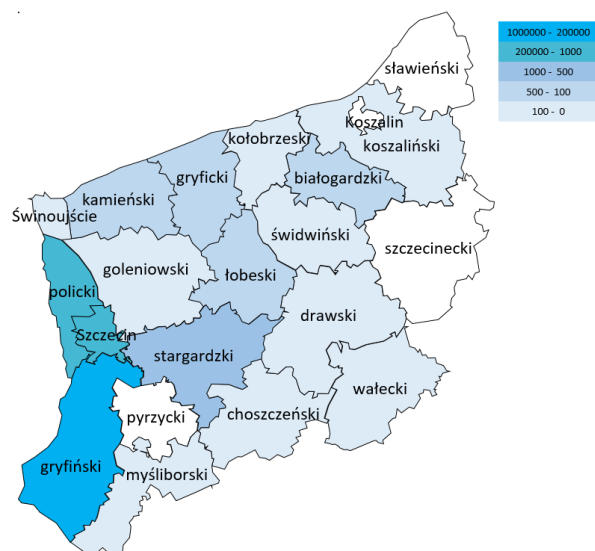 1000000 - 200000
200000 - 1000
1000 - 500
500 - 100
100 - 0
sławieński
Koszalin
kołobrzeski
koszaliński
gryficki
białogardzki
kamieński
Świnoujście
świdwiński
szczecinecki
goleniowski
łobeski
policki
drawski
Szczecin
stargardzki
wałecki
pyrzycki
choszczeński
gryfiński
myśliborski